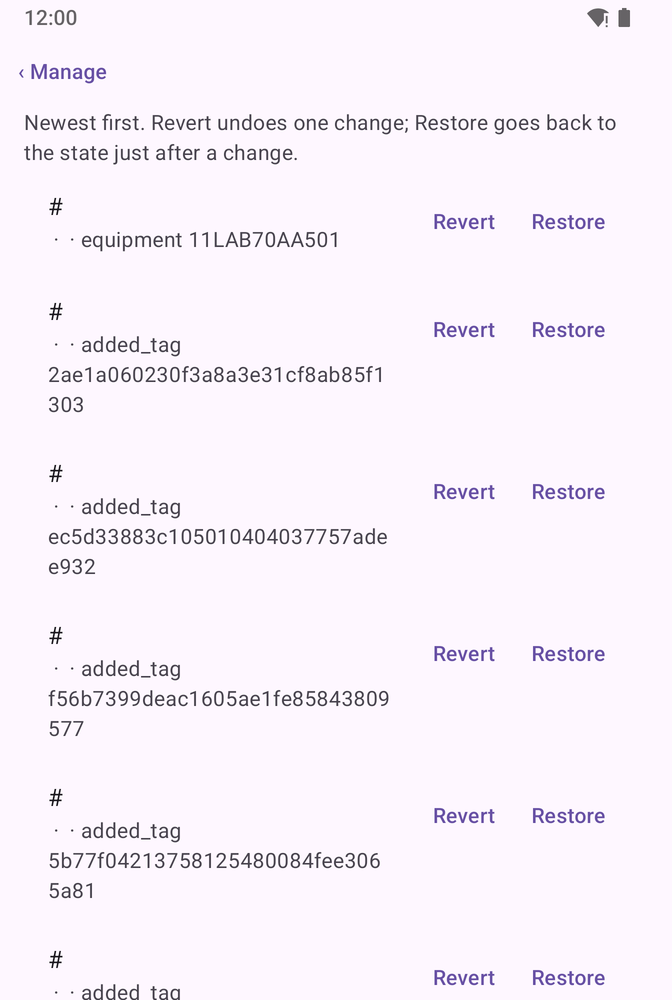 12:00
‹ Manage
Newest first. Revert undoes one change; Restore goes back to
the state just after a change.
#
· · equipment 11LAB70AA501
Revert Restore
#
· · added_tag
2ae1a060230f3a8a3e31cf8ab85f1
303
Revert Restore
#
· · added_tag
ec5d33883c105010404037757ade
e932
Revert Restore
#
· · added_tag
f56b7399deac1605ae1fe85843809
577
Revert Restore
#
· · added_tag
5b77f04213758125480084fee306
5a81
Revert Restore
#
· · added_tag
Revert Restore